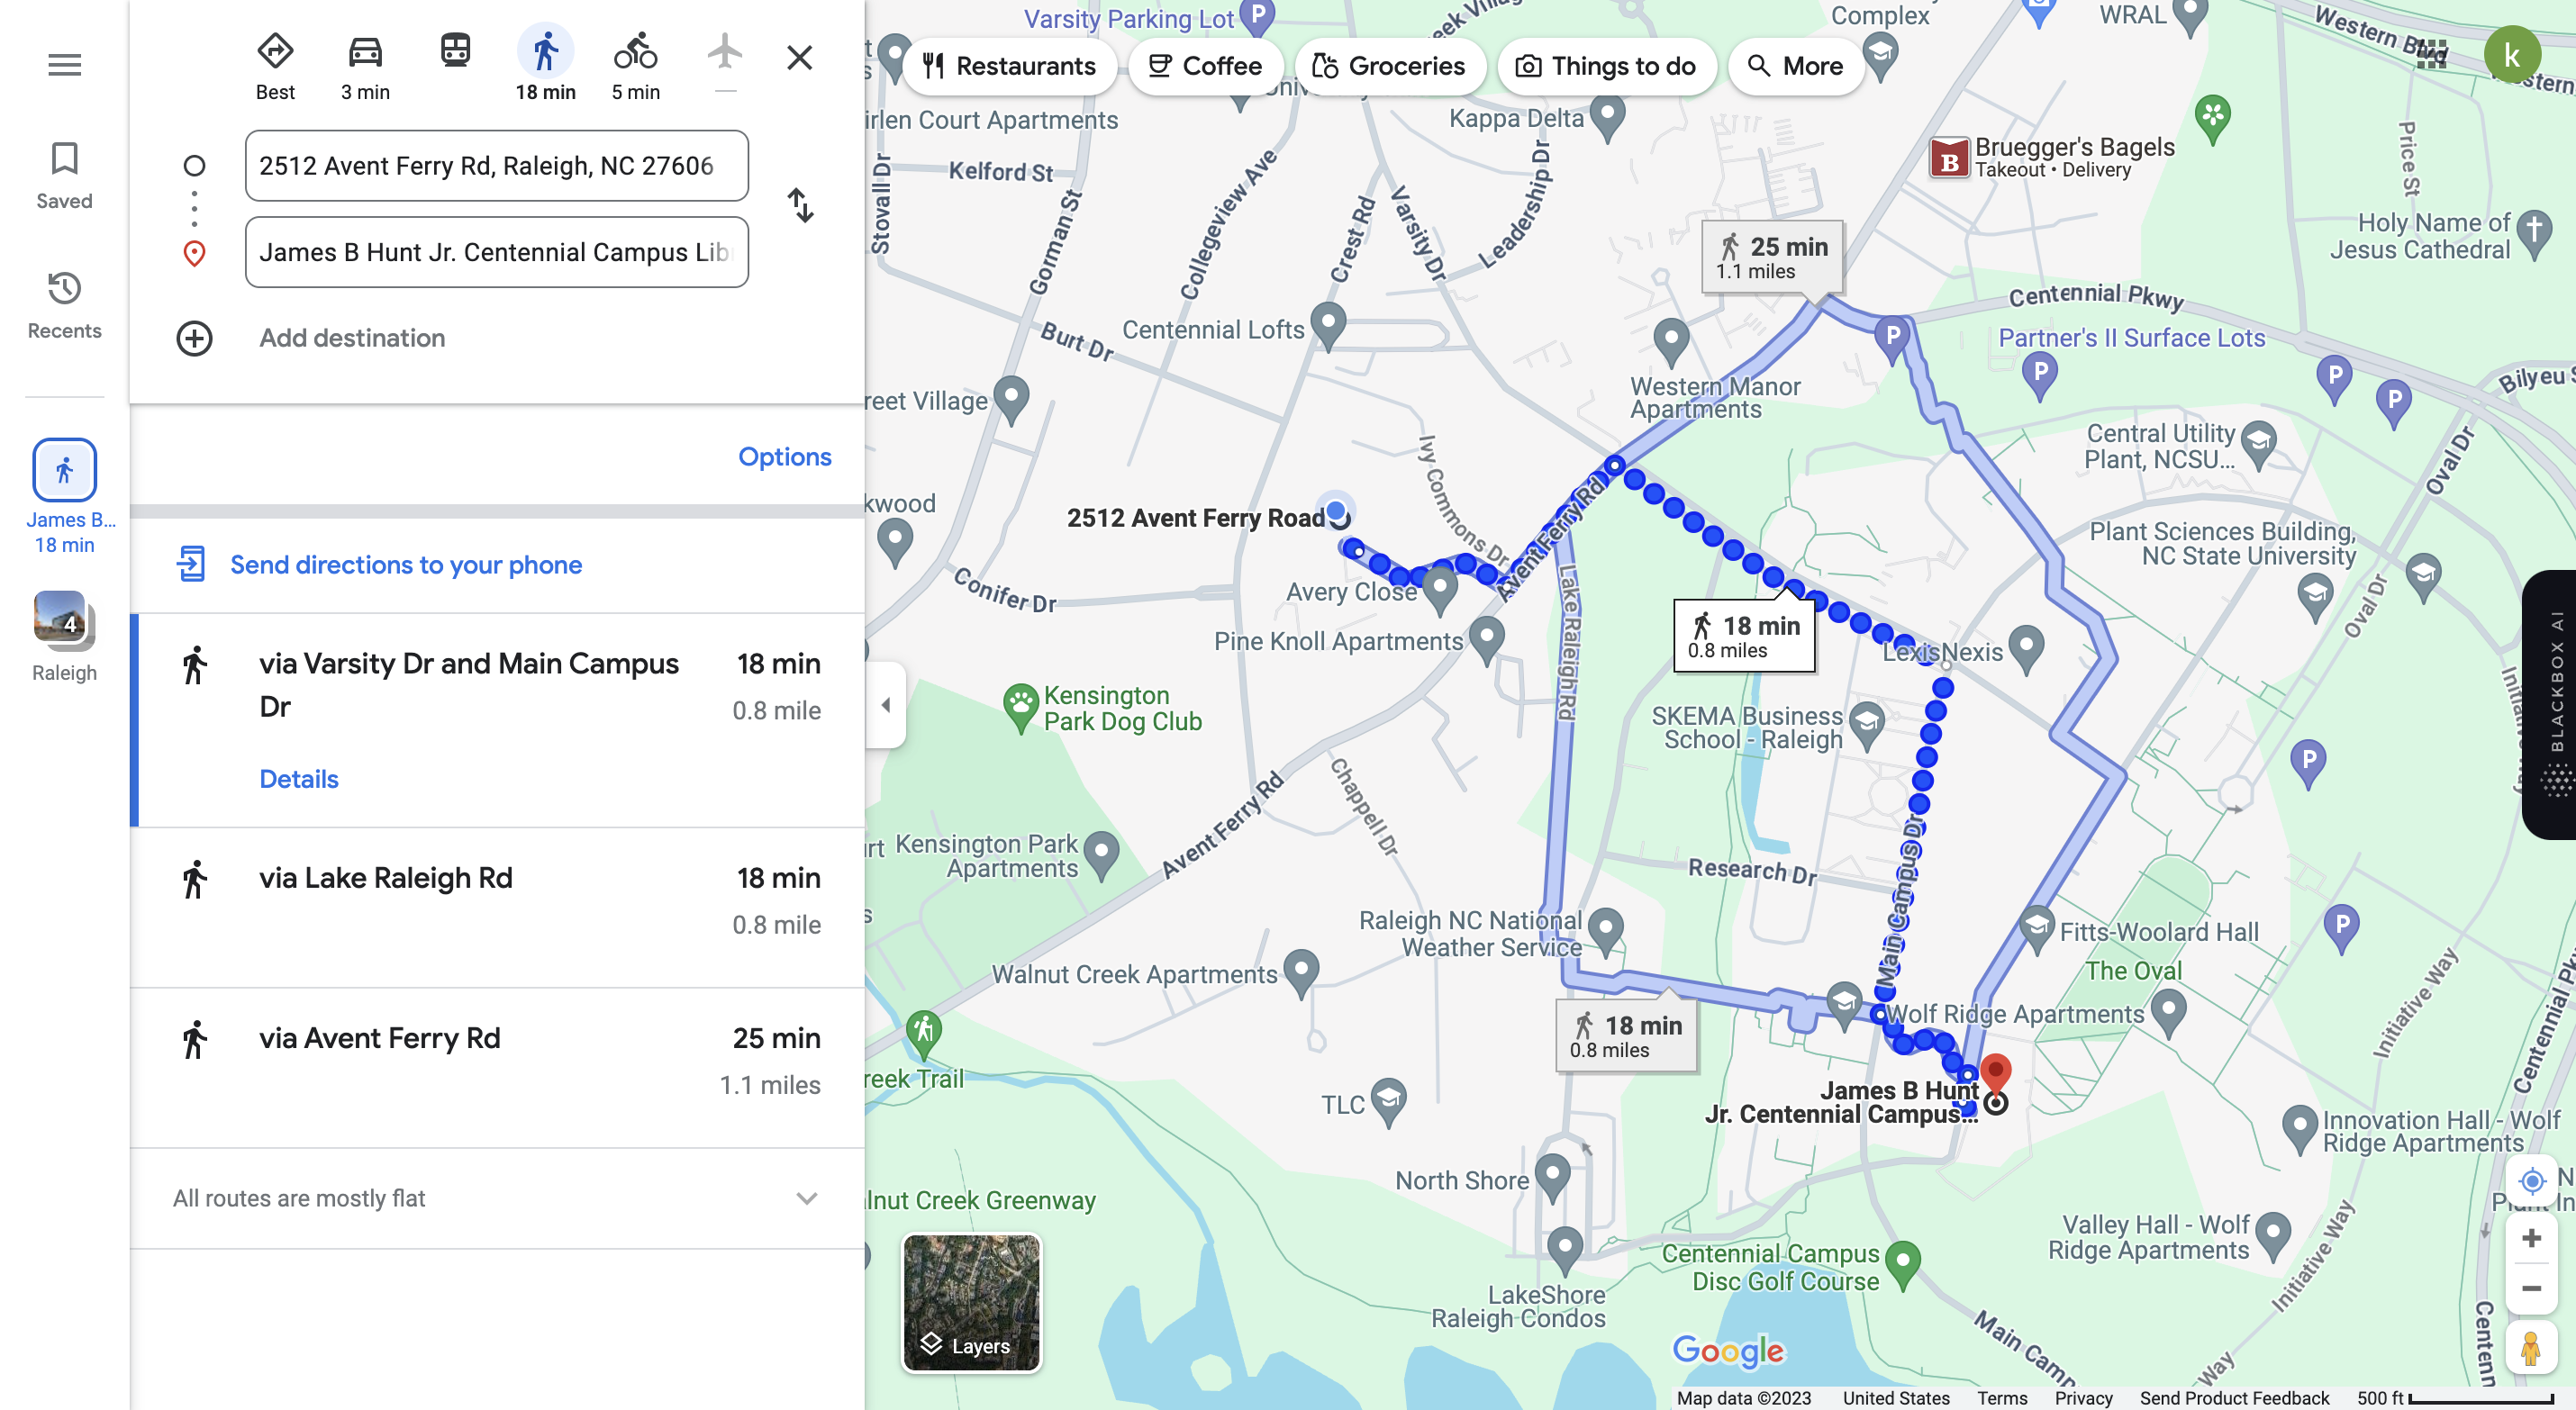 Saved
Recents
James B...
18 min
4
Raleigh
Best
3 min
18 min
5 min
—
2512 Avent Ferry Rd, Raleigh, NC 27606
James B Hunt Jr. Centennial Campus Lib
Add destination
Options
Send directions to your phone
via Varsity Dr and Main Campus
Dr
18 min
0.8 mile
Details
via Lake Raleigh Rd
18 min
0.8 mile
via Avent Ferry Rd
25 min
1.1 miles
All routes are mostly flat
Varsity Parking Lot
P
Complex
WRAL
Western Blvd
k
Restaurants
Coffee
Groceries
Things to do
More
irlen Court Apartments
Kappa Delta
Bruegger's Bagels
Takeout • Delivery
B
Price St
Kelford St
Stovall Dr
Gorman St
Collegeview Ave
Crest Rd
Varsity Dr
Leadership Dr
Holy Name of
Jesus Cathedral
25 min
1.1 miles
Centennial Pkwy
Burt Dr
Centennial Lofts
P
Partner's II Surface Lots
P
P
P
Bilyeu S
Western Manor
Apartments
reet Village
Ivy Commons Dr
Central Utility
Plant, NCSU...
Oval Dr
kwood
2512 Avent Ferry Road
Avent Ferry Rd
Plant Sciences Building,
NC State University
Conifer Dr
Avery Close
Lake Raleigh Rd
18 min
0.8 miles
Oval Dr
BLACKBOX AI
Pine Knoll Apartments
LexisNexis
Kensington
Park Dog Club
SKEMA Business
School - Raleigh
P
Chappell Dr
Avent Ferry Rd
Kensington Park
Apartments
Research Dr
Main Campus Dr
Raleigh NC National
Weather Service
Fitts-Woolard Hall
P
The Oval
Walnut Creek Apartments
Initiative Way
18 min
0.8 miles
Wolf Ridge Apartments
Centennial Pk
reek Trail
TLC
James B Hunt
Jr. Centennial Campus...
Innovation Hall - Wolf
Ridge Apartments
North Shore
lnut Creek Greenway
Valley Hall - Wolf
Ridge Apartments
Initiative Way
Centennial Campus
Disc Golf Course
LakeShore
Raleigh Condos
Main Camp
Way
Centenn
Layers
Google
Map data ©2023
United States
Terms
Privacy
Send Product Feedback
500 ft